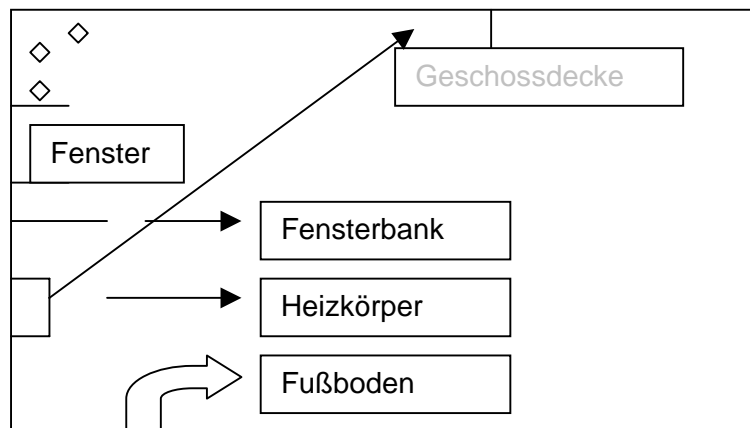 Geschossdecke
Fenster
Fensterbank
Heizkörper
Fußboden